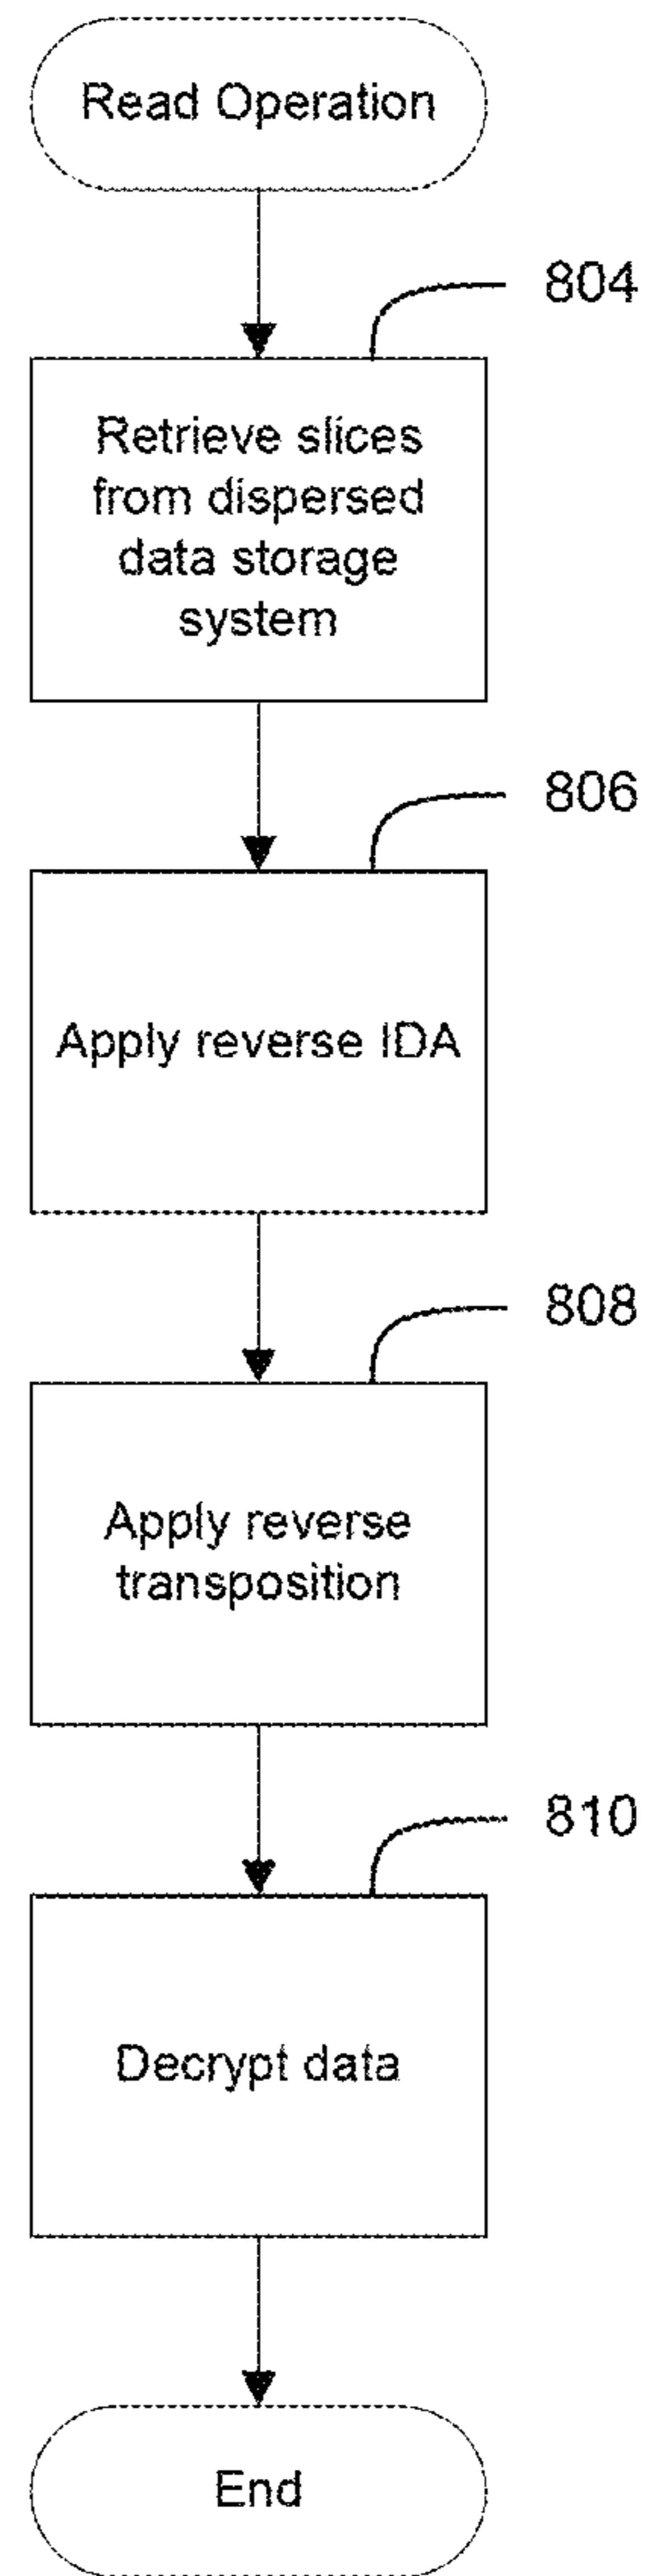 Read Operation
804
Retrieve slices
from dispersed
data storage
system
806
Apply reverse IDA
808
Apply reverse
transposition
810
Decrypt data
End